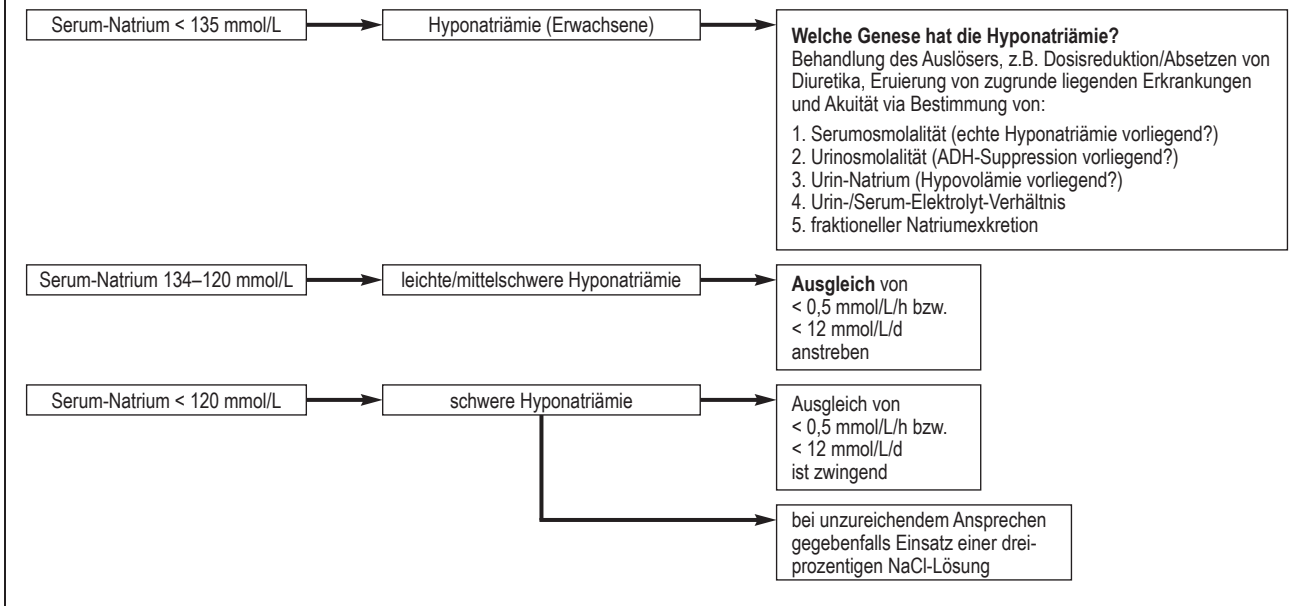 Serum-Natrium < 135 mmol/L
Hyponatriämie (Erwachsene)
Welche Genese hat die Hyponatriämie?
Behandlung des Auslösers, z.B. Dosisreduktion/Absetzen von
Diuretika, Eruierung von zugrunde liegenden Erkrankungen
und Akuität via Bestimmung von:
1. Serumosmolalität (echte Hyponatriämie vorliegend?)
2. Urinosmolalität (ADH-Suppression vorliegend?)
3. Urin-Natrium (Hypovolämie vorliegend?)
4. Urin-/Serum-Elektrolyt-Verhältnis
5. fraktioneller Natriumexkretion
Serum-Natrium 134–120 mmol/L
leichte/mittelschwere Hyponatriämie
Ausgleich von
< 0,5 mmol/L/h bzw.
< 12 mmol/L/d
anstreben
Serum-Natrium < 120 mmol/L
schwere Hyponatriämie
Ausgleich von
< 0,5 mmol/L/h bzw.
< 12 mmol/L/d
ist zwingend
bei unzureichendem Ansprechen
gegebenfalls Einsatz einer drei-
prozentigen NaCl-Lösung